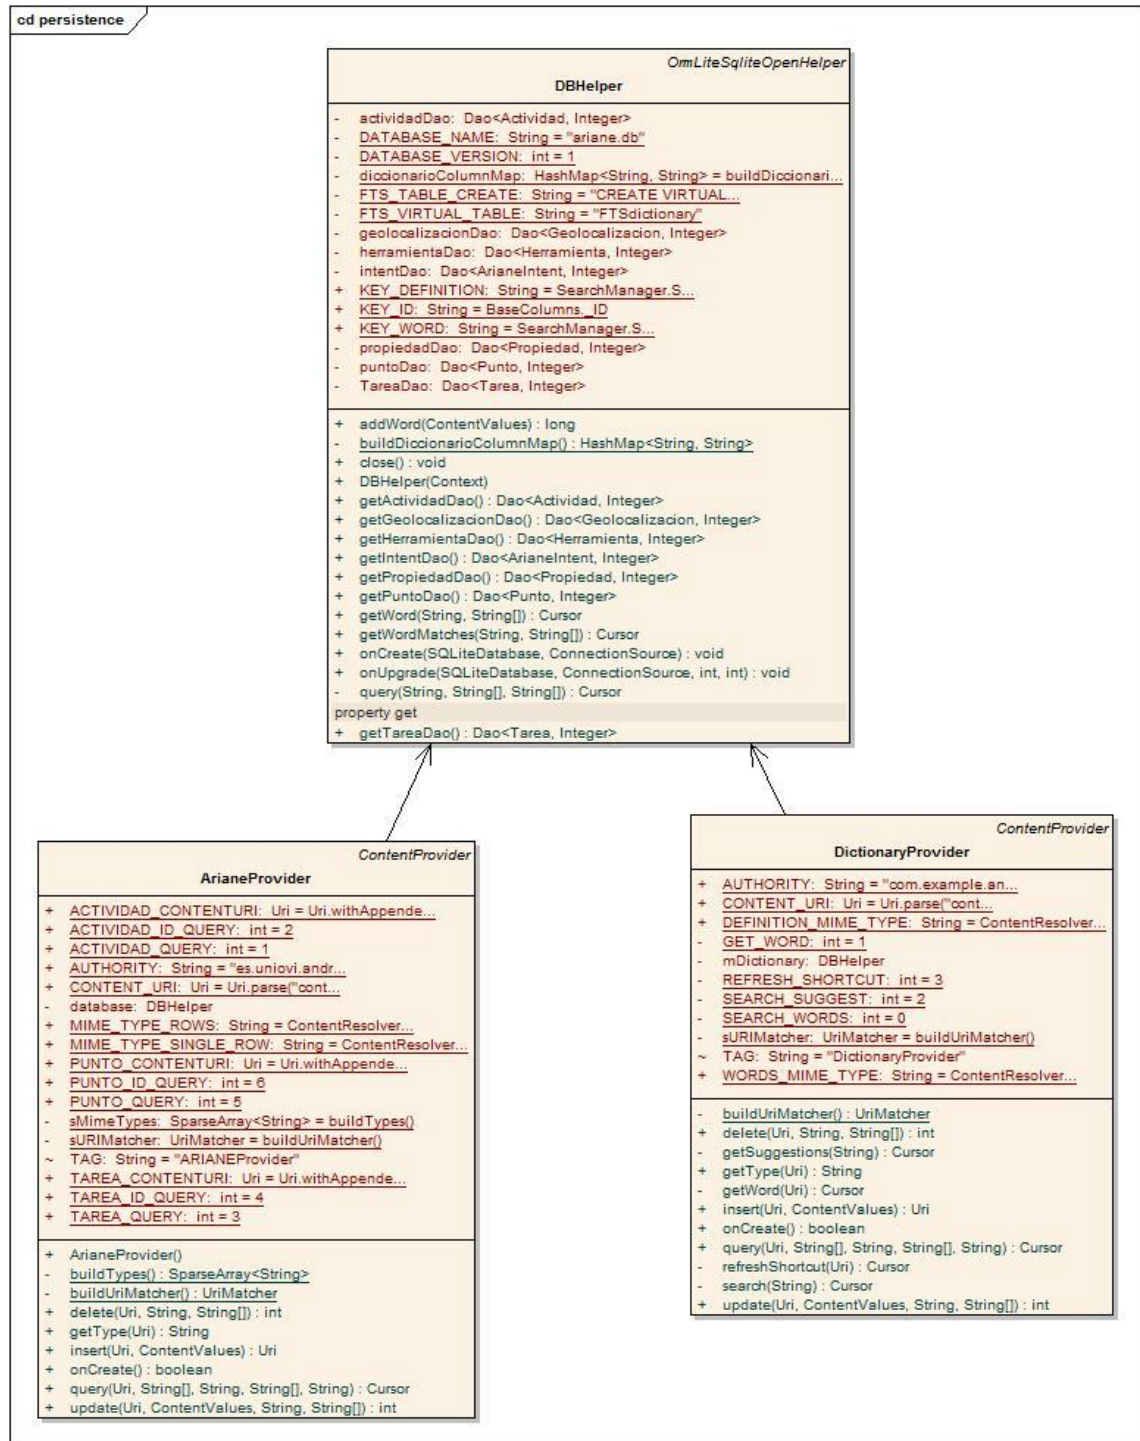 cd persistence
OrmLiteSqliteOpenHelper
DBHelper
- actividadDao: Dao<Actividad, Integer>
- DATABASE_NAME: String = "ariane.db"
- DATABASE_VERSION: int = 1
- diccionarioColumnMap: HashMap<String, String> = buildDiccionari...
- FTS_TABLE_CREATE: String = "CREATE VIRTUAL...
- FTS_VIRTUAL_TABLE: String = "FTSdictionary"
- geolocalizacionDao: Dao<Geolocalizacion, Integer>
- herramientaDao: Dao<Herramienta, Integer>
- intentDao: Dao<ArianeIntent, Integer>
+ KEY_DEFINITION: String = SearchManager.S...
+ KEY_ID: String = BaseColumns._ID
+ KEY_WORD: String = SearchManager.S...
- propiedadDao: Dao<Propiedad, Integer>
- puntoDao: Dao<Punto, Integer>
- TareaDao: Dao<Tarea, Integer>
+ addWord(ContentValues) : long
- buildDiccionarioColumnMap() : HashMap<String, String>
+ close() : void
+ DBHelper(Context)
+ getActividadDao() : Dao<Actividad, Integer>
+ getGeolocalizacionDao() : Dao<Geolocalizacion, Integer>
+ getHerramientaDao() : Dao<Herramienta, Integer>
+ getIntentDao() : Dao<ArianeIntent, Integer>
+ getPropiedadDao() : Dao<Propiedad, Integer>
+ getPuntoDao() : Dao<Punto, Integer>
+ getWord(String, String[]) : Cursor
+ getWordMatches(String, String[]) : Cursor
+ onCreate(SQLiteDatabase, ConnectionSource) : void
+ onUpgrade(SQLiteDatabase, ConnectionSource, int, int) : void
- query(String, String[], String[]) : Cursor
property get
+ getTareaDao() : Dao<Tarea, Integer>
ContentProvider
ArianeProvider
+ ACTIVIDAD_CONTENTURI: Uri = Uri.withAppende...
+ ACTIVIDAD_ID_QUERY: int = 2
+ ACTIVIDAD_QUERY: int = 1
+ AUTHORITY: String = "es.uniovi.andr...
+ CONTENT_URI: Uri = Uri.parse("cont...
- database: DBHelper
+ MIME_TYPE_ROWS: String = ContentResolver...
+ MIME_TYPE_SINGLE_ROW: String = ContentResolver...
+ PUNTO_CONTENTURI: Uri = Uri.withAppende...
+ PUNTO_ID_QUERY: int = 6
+ PUNTO_QUERY: int = 5
- sMimeTypes: SparseArray<String> = buildTypes()
- sURIMatcher: UriMatcher = buildUriMatcher()
~ TAG: String = "ARIANEProvider"
+ TAREA_CONTENTURI: Uri = Uri.withAppende...
+ TAREA_ID_QUERY: int = 4
+ TAREA_QUERY: int = 3
+ ArianeProvider()
- buildTypes() : SparseArray<String>
- buildUriMatcher() : UriMatcher
+ delete(Uri, String, String[]) : int
+ getType(Uri) : String
+ insert(Uri, ContentValues) : Uri
+ onCreate() : boolean
+ query(Uri, String[], String, String[], String) : Cursor
+ update(Uri, ContentValues, String, String[]) : int
ContentProvider
DictionaryProvider
+ AUTHORITY: String = "com.example.an...
+ CONTENT_URI: Uri = Uri.parse("cont...
+ DEFINITION_MIME_TYPE: String = ContentResolver...
- GET_WORD: int = 1
- mDictionary: DBHelper
- REFRESH_SHORTCUT: int = 3
- SEARCH_SUGGEST: int = 2
- SEARCH_WORDS: int = 0
- sURIMatcher: UriMatcher = buildUriMatcher()
~ TAG: String = "DictionaryProvider"
+ WORDS_MIME_TYPE: String = ContentResolver...
- buildUriMatcher() : UriMatcher
+ delete(Uri, String, String[]) : int
- getSuggestions(String) : Cursor
+ getType(Uri) : String
- getWord(Uri) : Cursor
+ insert(Uri, ContentValues) : Uri
+ onCreate() : boolean
+ query(Uri, String[], String, String[], String) : Cursor
- refreshShortcut(Uri) : Cursor
- search(String) : Cursor
+ update(Uri, ContentValues, String, String[]) : int